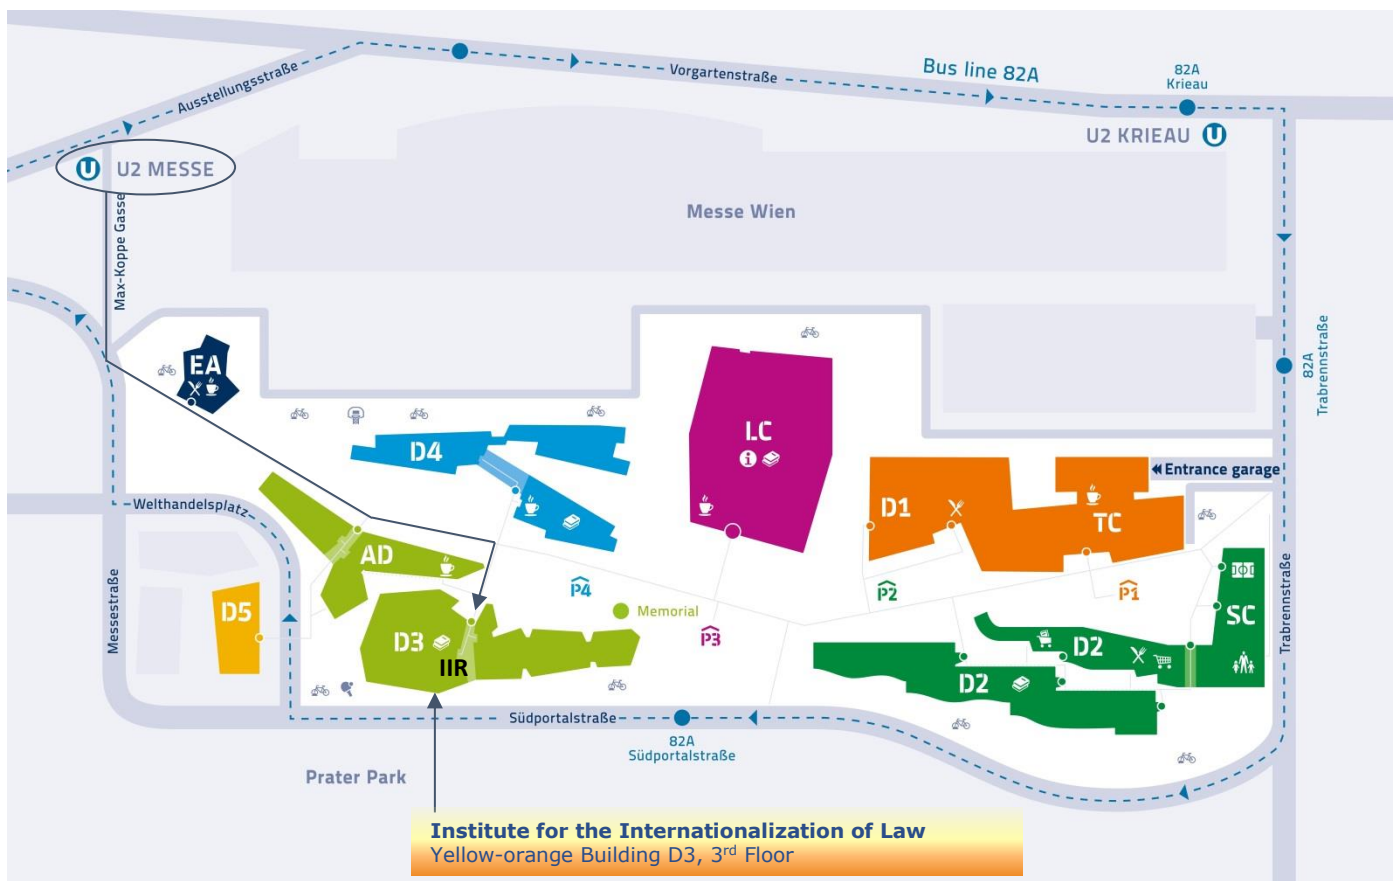 82A
Krieau
Bus line 82A
Vorgartenstraße
Ausstellungsstraße
U2 KRIEAU U
U U2 MESSE
Messe Wien
Max-Koppe Gasse
82A
Trabrennstraße
EA
LC
i
D4
Entrance garage
Welthandelsplatz
D1
TC
AD
P4
P2
P1
D5
Memorial
SC
D3
IIR
P3
D2
D2
Messestraße
Trabrennstraße
Südportalstraße
82A
Südportalstraße
Prater Park
Institute for the Internationalization of Law
Yellow-orange Building D3, 3rd Floor